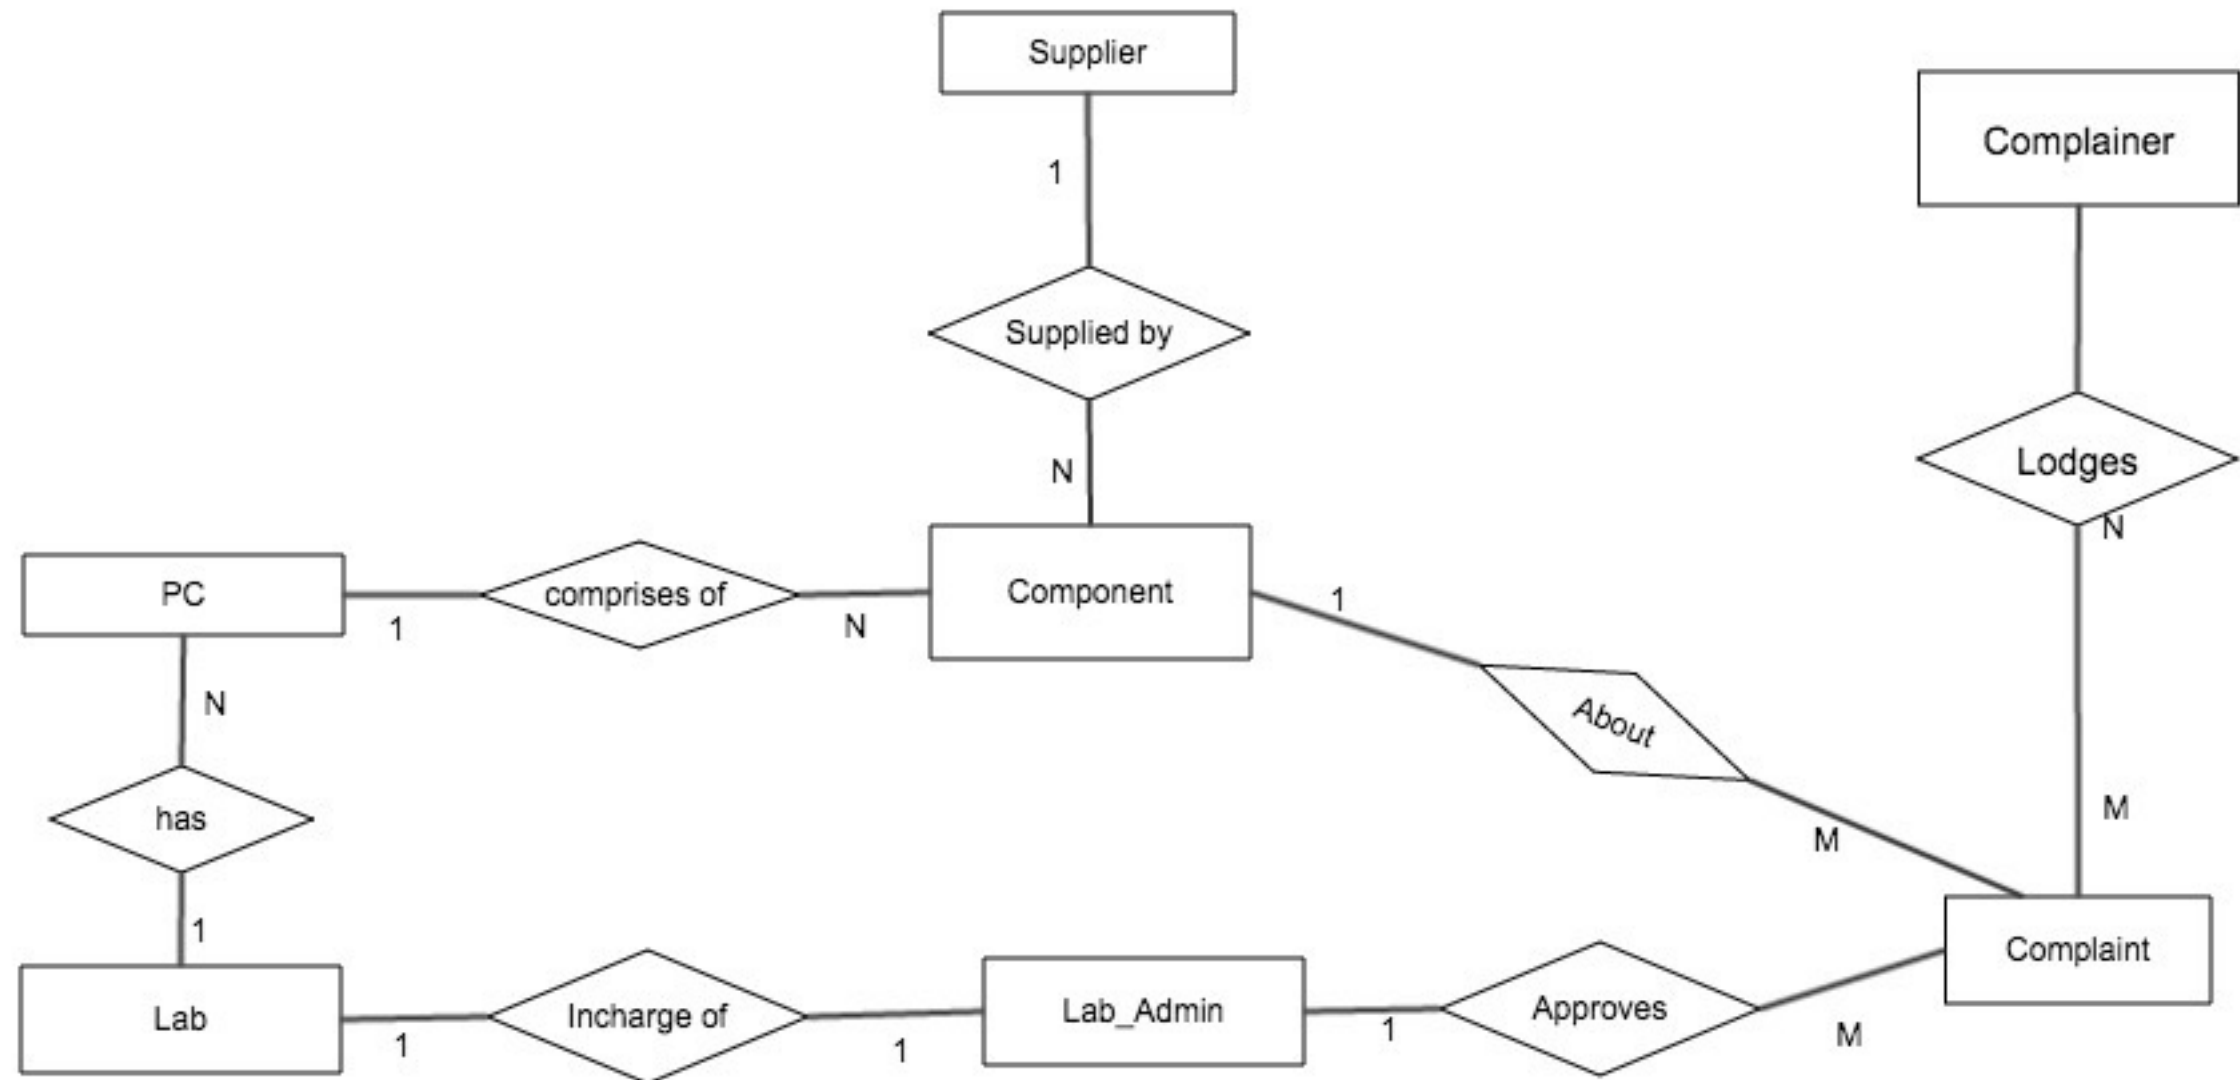 Supplier
Complainer
1
Supplied by
Lodges
N
N
PC
comprises of
Component
1
1
N
N
About
M
M
has
1
Lab
Incharge of
Lab_Admin
Approves
Complaint
1
1
1
M